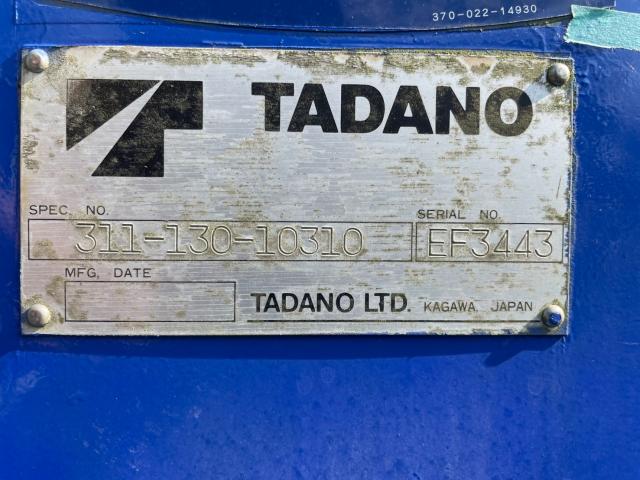 370-022-14930
TADANO
SPEC. NO.
SERIAL NO.
311-130-10310
EF3443
MFG. DATE
TADANO LTD. KAGAWA, JAPAN